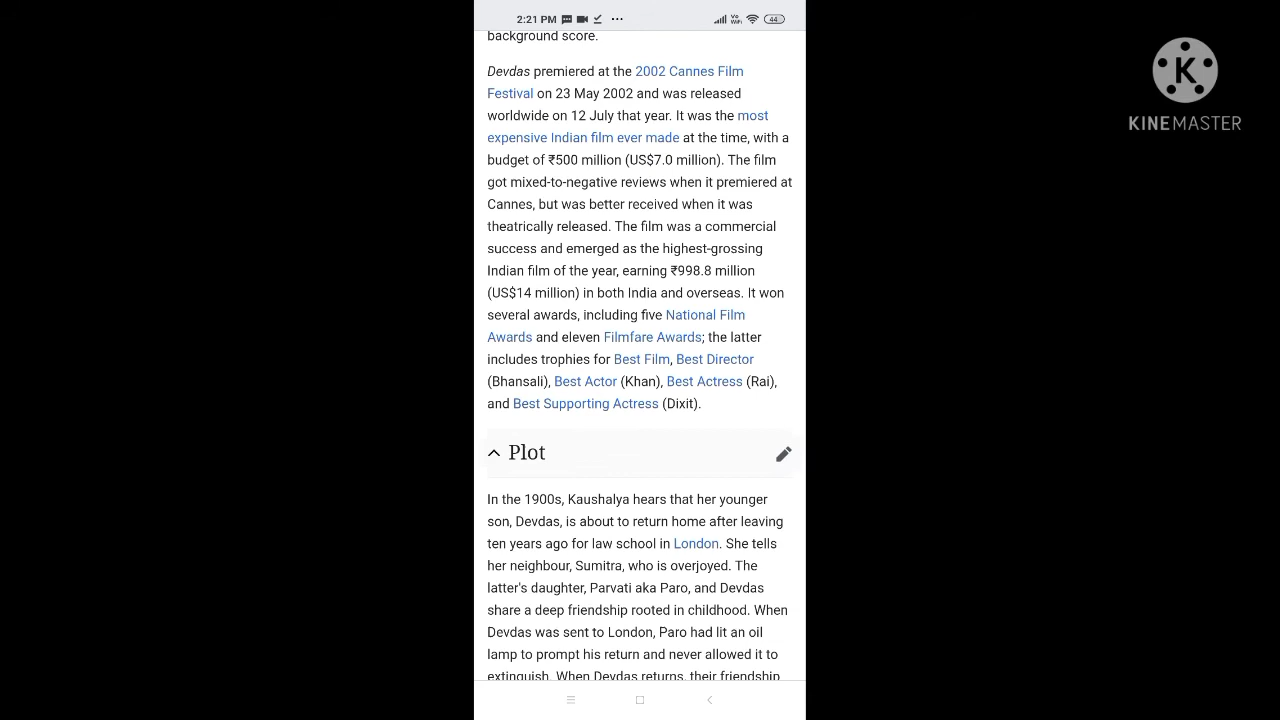 2:21 PM
Vo
WiFi
44
background score.
Devdas premiered at the 2002 Cannes Film
Festival on 23 May 2002 and was released
worldwide on 12 July that year. It was the most
expensive Indian film ever made at the time, with a
budget of ₹500 million (US$7.0 million). The film
got mixed-to-negative reviews when it premiered at
Cannes, but was better received when it was
theatrically released. The film was a commercial
success and emerged as the highest-grossing
Indian film of the year, earning ₹998.8 million
(US$14 million) in both India and overseas. It won
several awards, including five National Film
Awards and eleven Filmfare Awards; the latter
includes trophies for Best Film, Best Director
(Bhansali), Best Actor (Khan), Best Actress (Rai),
and Best Supporting Actress (Dixit).
Plot
In the 1900s, Kaushalya hears that her younger
son, Devdas, is about to return home after leaving
ten years ago for law school in London. She tells
her neighbour, Sumitra, who is overjoyed. The
latter's daughter, Parvati aka Paro, and Devdas
share a deep friendship rooted in childhood. When
Devdas was sent to London, Paro had lit an oil
lamp to prompt his return and never allowed it to
extinguish. When Devdas returns, their friendship
K
KINEMASTER